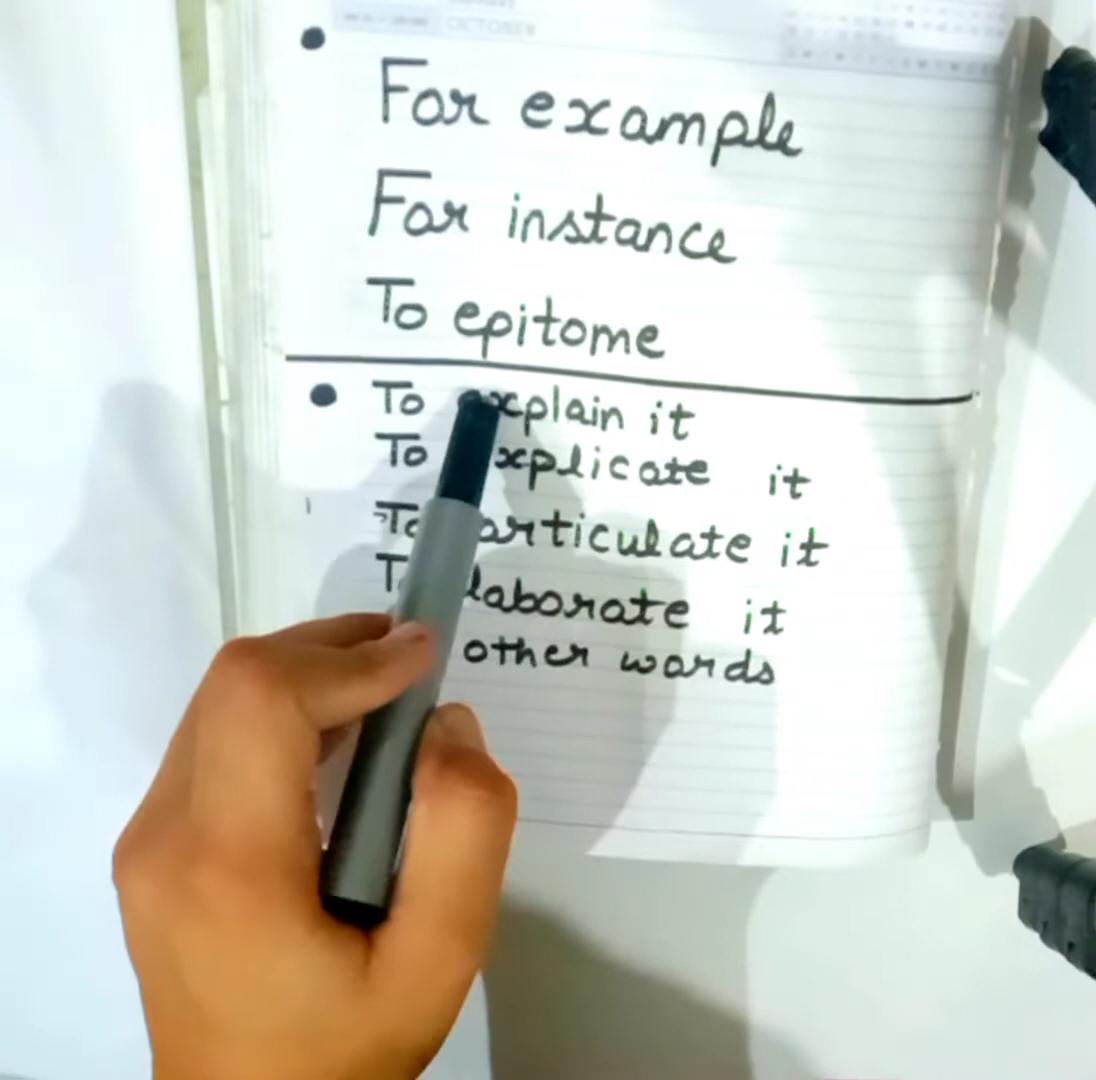 OCTOBER
For example
For instance
To epitome
To explain it
To explicate it
To articulate it
To elaborate it
other words